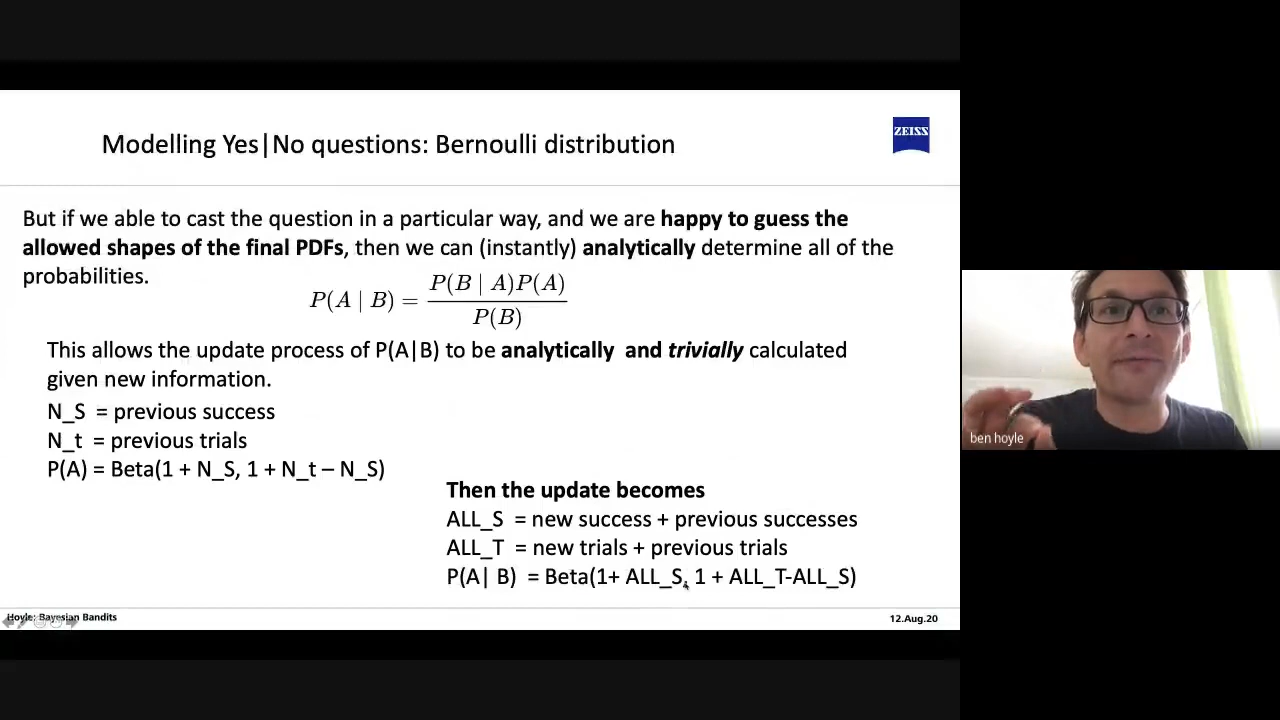 Modelling Yes|No questions: Bernoulli distribution
ZEISS
But if we able to cast the question in a particular way, and we are happy to guess the
allowed shapes of the final PDFs, then we can (instantly) analytically determine all of the
probabilities.
P(A | B) = P(B | A)P(A) / P(B)
This allows the update process of P(A|B) to be analytically and trivially calculated
given new information.
N_S = previous success
N_t = previous trials
P(A) = Beta(1 + N_S, 1 + N_t – N_S)
Then the update becomes
ALL_S = new success + previous successes
ALL_T = new trials + previous trials
P(A| B) = Beta(1+ ALL_S, 1 + ALL_T-ALL_S)
Hoyle: Bayesian Bandits
12.Aug.20
ben hoyle